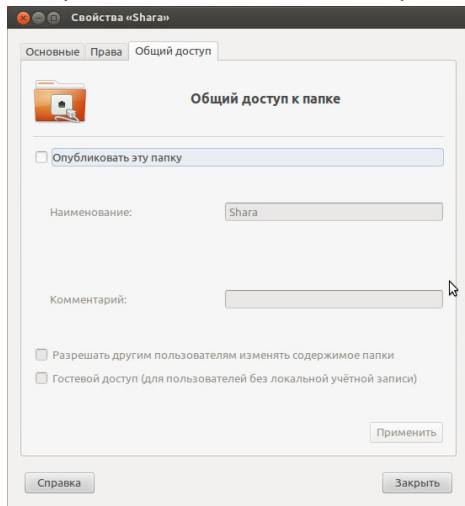 Свойства «Shara»
Основные Права Общий доступ
Общий доступ к папке
Опубликовать эту папку
Наименование: Shara
Комментарий:
Разрешать другим пользователям изменять содержимое папки
Гостевой доступ (для пользователей без локальной учётной записи)
Применить
Справка Закрыть